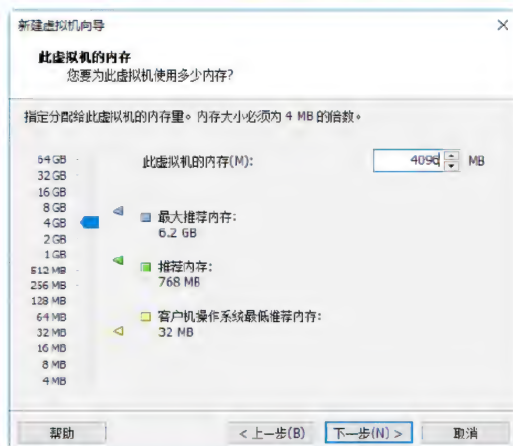 新建虚拟机向导
此虚拟机的内存
您要为此虚拟机使用多少内存?
指定分配给此虚拟机的内存量。内存大小必须为 4 MB 的倍数。
64 GB
此虚拟机的内存(M):
4096
MB
32 GB
16 GB
8 GB
4 GB
2 GB
1 GB
512 MB
256 MB
128 MB
64 MB
32 MB
16 MB
8 MB
4 MB
最大推荐内存:
6.2 GB
推荐内存:
768 MB
客户机操作系统最低推荐内存:
32 MB
帮助
< 上一步(B)
下一步(N) >
取消